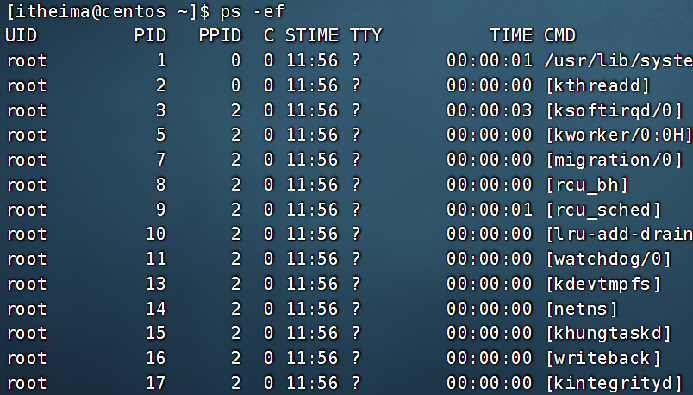 [itheima@centos ~]$ ps -ef
UID PID PPID C STIME TTY TIME CMD
root 1 0 0 11:56 ? 00:00:01 /usr/lib/syste
root 2 0 0 11:56 ? 00:00:00 [kthreadd]
root 3 2 0 11:56 ? 00:00:03 [ksoftirqd/0]
root 5 2 0 11:56 ? 00:00:00 [kworker/0:0H]
root 7 2 0 11:56 ? 00:00:00 [migration/0]
root 8 2 0 11:56 ? 00:00:00 [rcu_bh]
root 9 2 0 11:56 ? 00:00:01 [rcu_sched]
root 10 2 0 11:56 ? 00:00:00 [lru-add-drain
root 11 2 0 11:56 ? 00:00:00 [watchdog/0]
root 13 2 0 11:56 ? 00:00:00 [kdevtmpfs]
root 14 2 0 11:56 ? 00:00:00 [netns]
root 15 2 0 11:56 ? 00:00:00 [khungtaskd]
root 16 2 0 11:56 ? 00:00:00 [writeback]
root 17 2 0 11:56 ? 00:00:00 [kintegrityd]